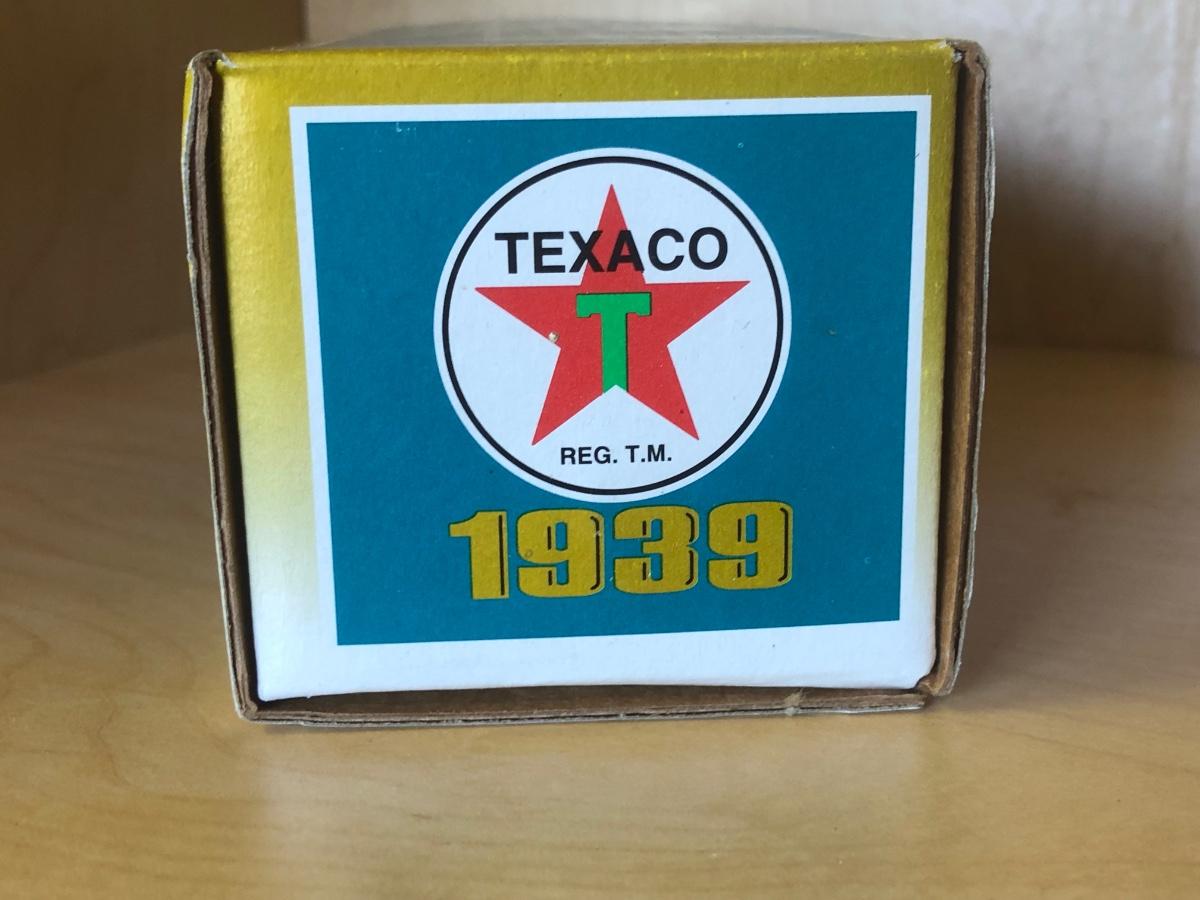 TEXACO
T
REG. T.M.
1939